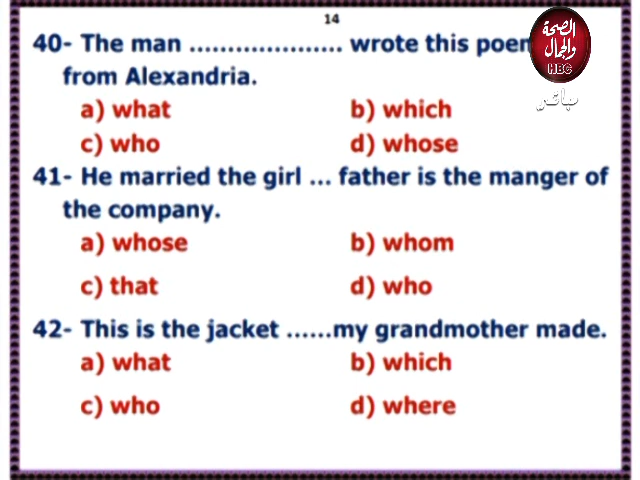 14
40- The man .................... wrote this poem
from Alexandria.
a) what
b) which
c) who
d) whose
41- He married the girl ... father is the manger of
the company.
a) whose
b) whom
c) that
d) who
42- This is the jacket ......my grandmother made.
a) what
b) which
c) who
d) where
الصحة
والجمال
HBC
مباشر